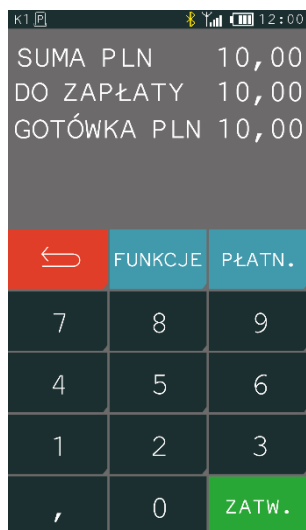 K1 P 12:00
SUMA PLN 10,00
DO ZAPŁATY 10,00
GOTÓWKA PLN 10,00
FUNKCJE PŁATN.
7 8 9
4 5 6
1 2 3
, 0 ZATW.